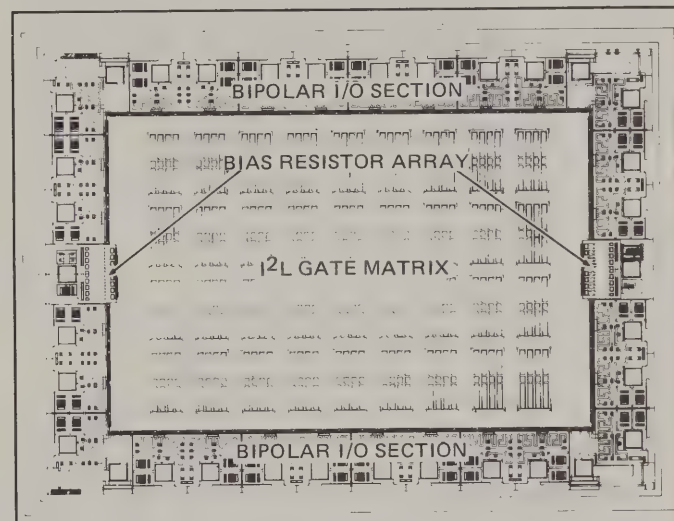 BIPOLAR I/O SECTION
BIAS RESISTOR ARRAY
I²L GATE MATRIX
BIPOLAR I/O SECTION